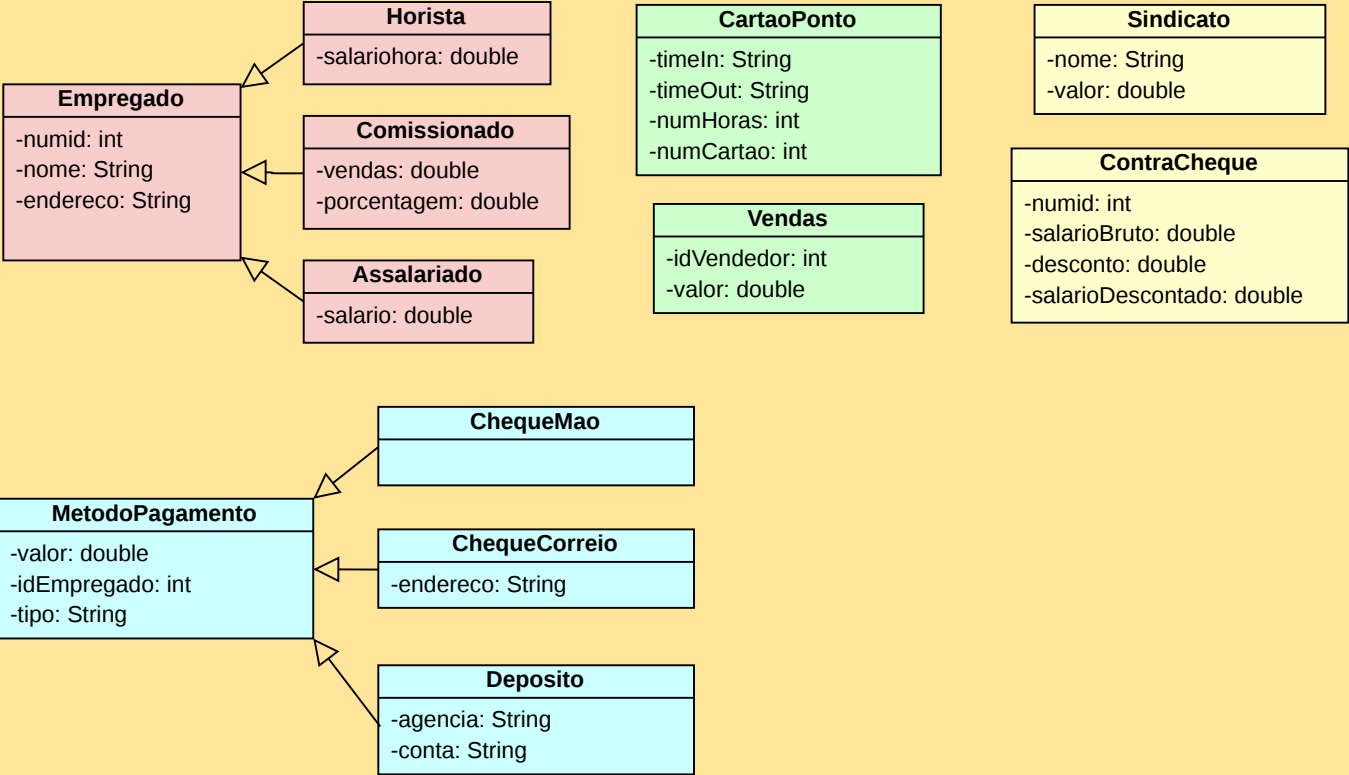 Horista
-salariohora: double
Empregado
-numid: int
-nome: String
-endereco: String
Comissionado
-vendas: double
-porcentagem: double
Assalariado
-salario: double
CartaoPonto
-timeIn: String
-timeOut: String
-numHoras: int
-numCartao: int
Vendas
-idVendedor: int
-valor: double
Sindicato
-nome: String
-valor: double
ContraCheque
-numid: int
-salarioBruto: double
-desconto: double
-salarioDescontado: double
ChequeMao
MetodoPagamento
-valor: double
-idEmpregado: int
-tipo: String
ChequeCorreio
-endereco: String
Deposito
-agencia: String
-conta: String